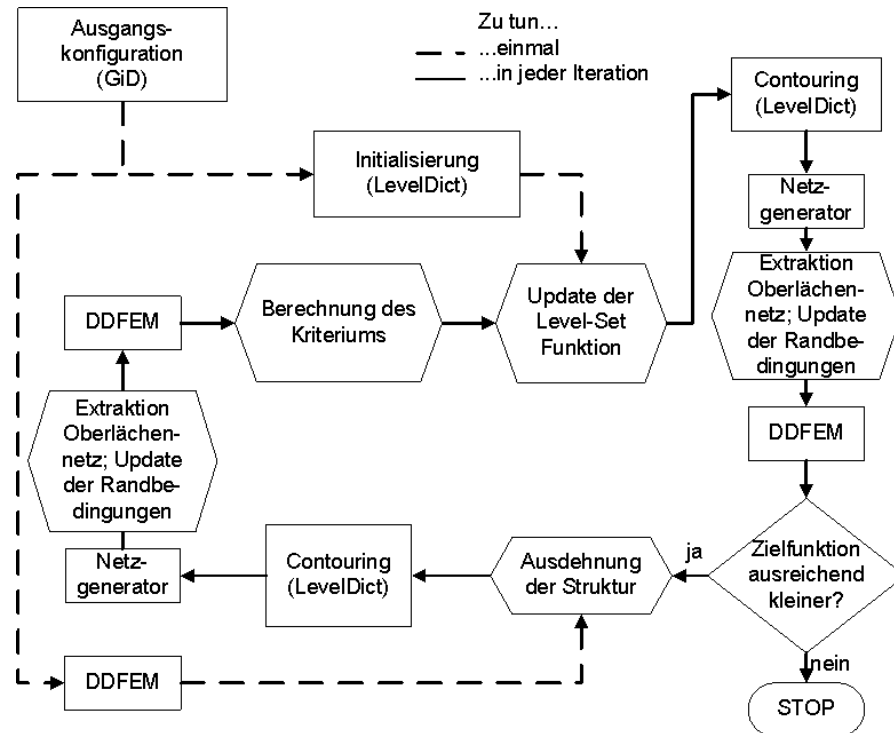 Ausgangs-
konfiguration
(GiD)
Zu tun...
...einmal
...in jeder Iteration
Contouring
(LevelDict)
Initialisierung
(LevelDict)
Netz-
generator
Extraktion
Oberlächen-
netz; Update
der Randbe-
dingungen
DDFEM
Berechnung des
Kriteriums
Update der
Level-Set
Funktion
DDFEM
Extraktion
Oberlächen-
netz; Update
der Randbe-
dingungen
Netz-
generator
Contouring
(LevelDict)
Ausdehnung
der Struktur
ja
Zielfunktion
ausreichend
kleiner?
nein
DDFEM
STOP